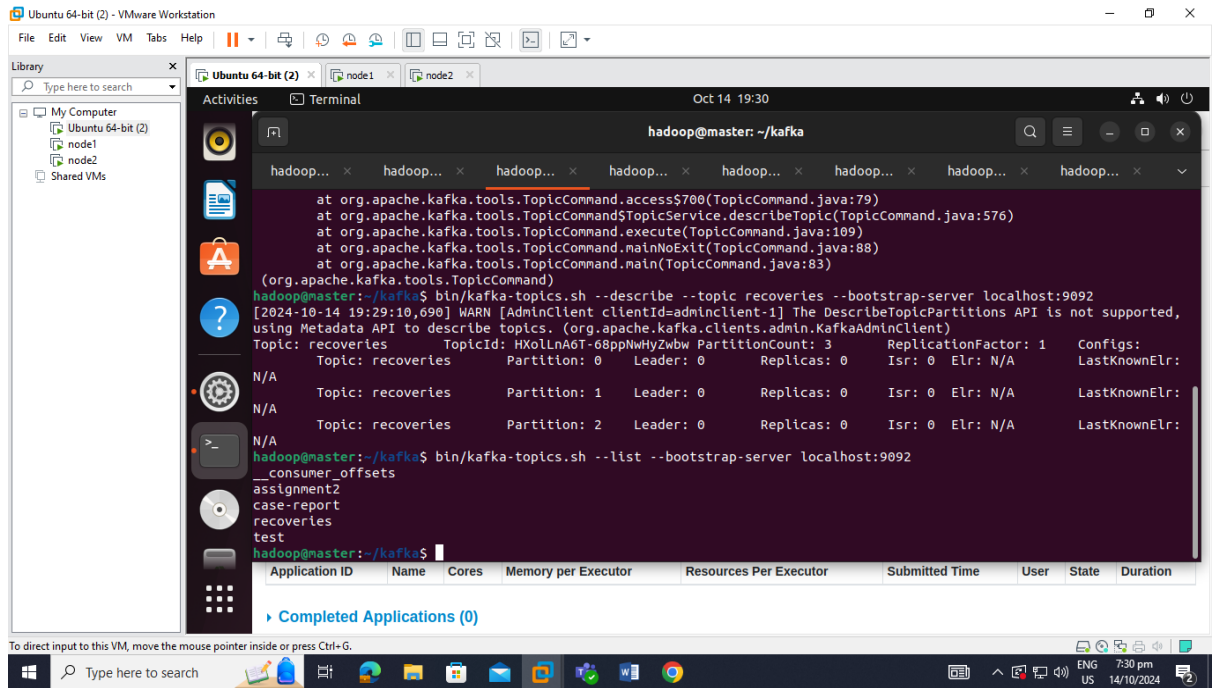 Ubuntu 64-bit (2) - VMware Workstation
File Edit View VM Tabs Help
Library
Type here to search
My Computer
Ubuntu 64-bit (2)
node1
node2
Shared VMs
Ubuntu 64-bit (2) node1 node2
Activities Terminal Oct 14 19:30
hadoop@master: ~/kafka
hadoop... hadoop... hadoop... hadoop... hadoop... hadoop... hadoop... hadoop...
at org.apache.kafka.tools.TopicCommand.access$700(TopicCommand.java:79)
at org.apache.kafka.tools.TopicCommand$TopicService.describeTopic(TopicCommand.java:576)
at org.apache.kafka.tools.TopicCommand.execute(TopicCommand.java:109)
at org.apache.kafka.tools.TopicCommand.mainNoExit(TopicCommand.java:88)
at org.apache.kafka.tools.TopicCommand.main(TopicCommand.java:83)
(org.apache.kafka.tools.TopicCommand)
hadoop@master:~/kafka$ bin/kafka-topics.sh --describe --topic recoveries --bootstrap-server localhost:9092
[2024-10-14 19:29:10,690] WARN [AdminClient clientId=adminclient-1] The DescribeTopicPartitions API is not supported,
using Metadata API to describe topics. (org.apache.kafka.clients.admin.KafkaAdminClient)
Topic: recoveries TopicId: HXolLnA6T-68ppNwHyZwbw PartitionCount: 3 ReplicationFactor: 1 Configs:
Topic: recoveries Partition: 0 Leader: 0 Replicas: 0 Isr: 0 Elr: N/A LastKnownElr:
N/A
Topic: recoveries Partition: 1 Leader: 0 Replicas: 0 Isr: 0 Elr: N/A LastKnownElr:
N/A
Topic: recoveries Partition: 2 Leader: 0 Replicas: 0 Isr: 0 Elr: N/A LastKnownElr:
N/A
hadoop@master:~/kafka$ bin/kafka-topics.sh --list --bootstrap-server localhost:9092
__consumer_offsets
assignment2
case-report
recoveries
test
hadoop@master:~/kafka$
Application ID Name Cores Memory per Executor Resources Per Executor Submitted Time User State Duration
Completed Applications (0)
To direct input to this VM, move the mouse pointer inside or press Ctrl+G.
Type here to search
ENG
US
7:30 pm
14/10/2024
2